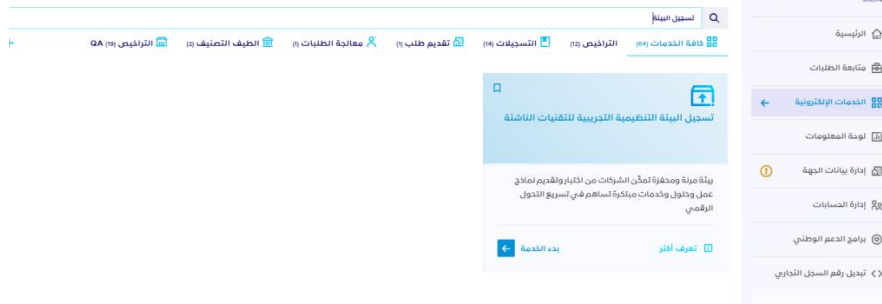 تسجيل البيئة
كافة الخدمات (64)
التراخيص (12)
التسجيلات (14)
تقديم طلب (1)
معالجة الطلبات (1)
الطيف التصنيف (2)
التراخيص QA (19)
تسجيل البيئة التنظيمية التجريبية للتقنيات الناشئة
بيئة مرنة ومحفزة تمكّن الشركات من اختبار وتقديم نماذج
عمل وحلول وخدمات مبتكرة تساهم في تسريع التحول
الرقمي
تعرف أكثر
بدء الخدمة
الرئيسية
متابعة الطلبات
الخدمات الإلكترونية
لوحة المعلومات
إدارة بيانات الجهة
إدارة الحسابات
برامج الدعم الوطني
تبديل رقم السجل التجاري